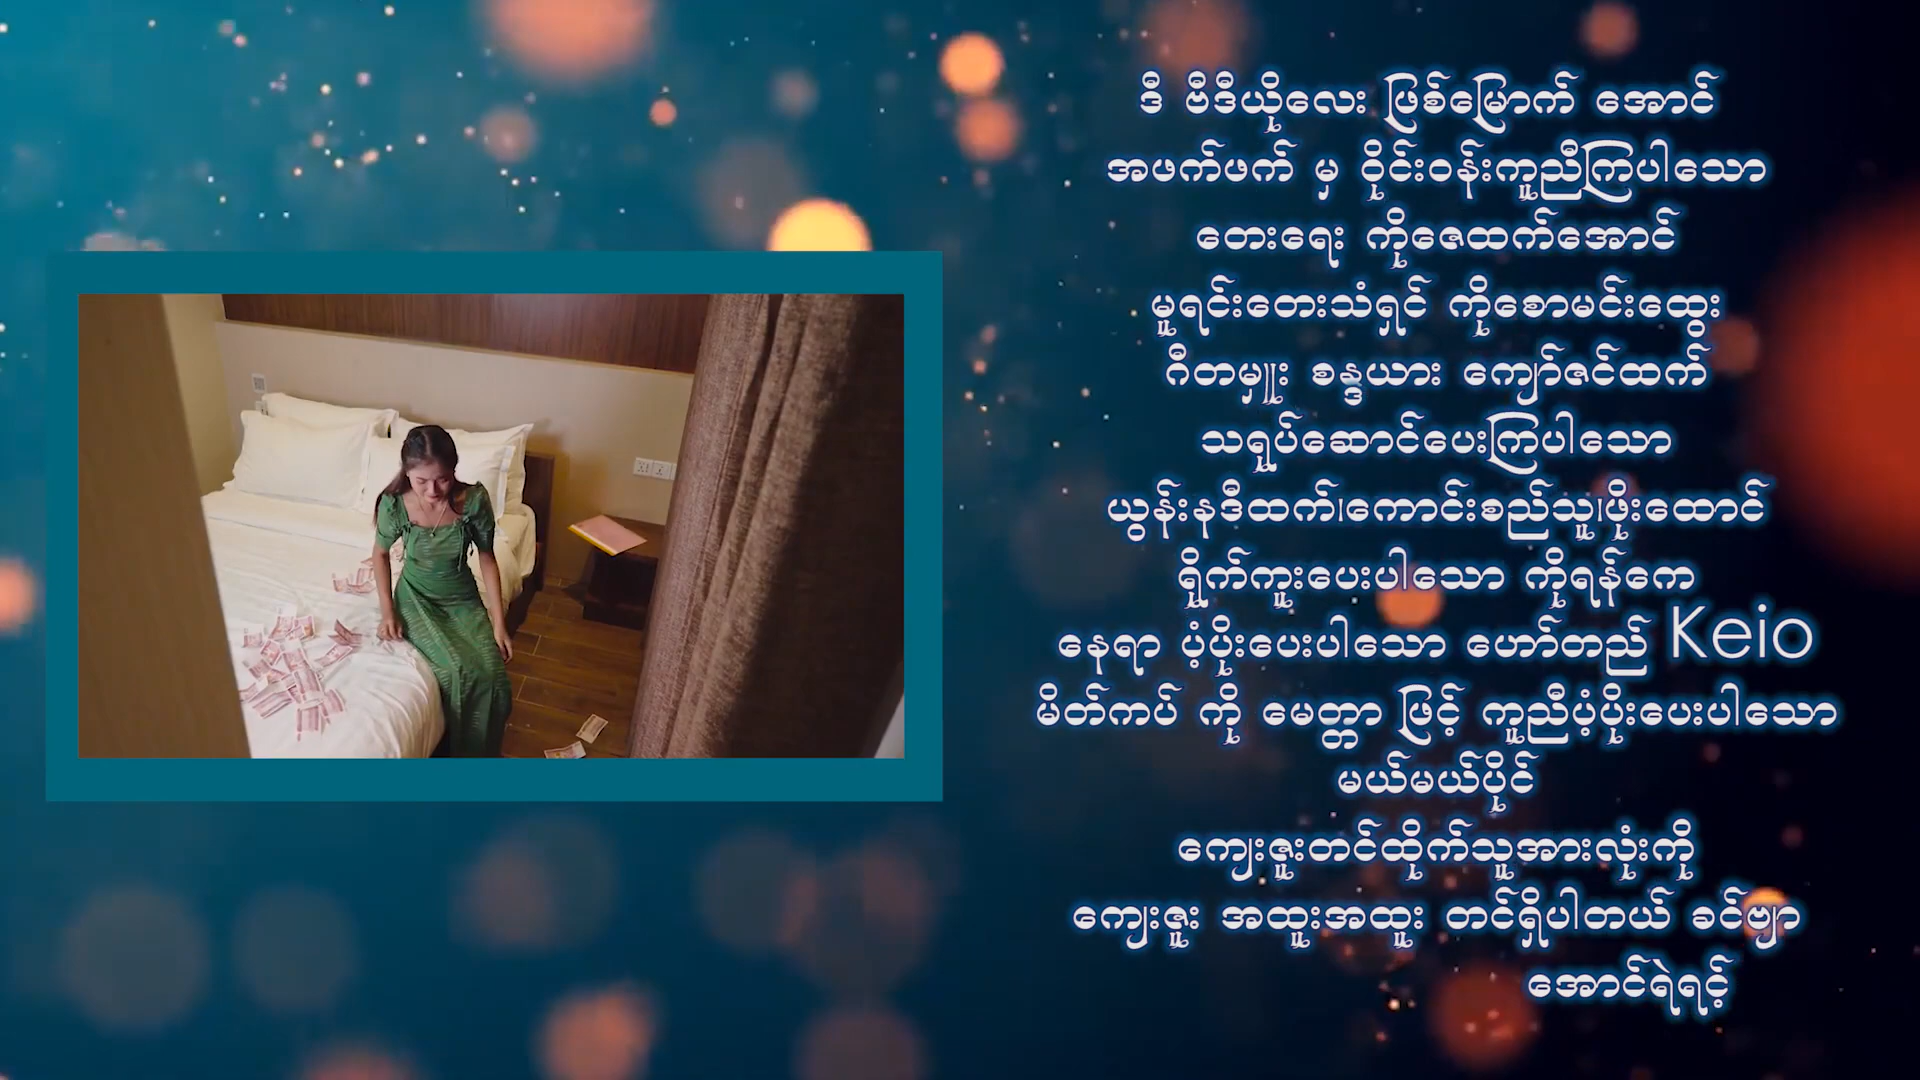 ဒီ ဗီဒီယိုလေး ဖြစ်မြောက် အောင်
အဖက်ဖက် မှ ဝိုင်းဝန်းကူညီကြပါသော
တေးရေး ကိုဇေထက်အောင်
မူရင်းတေးသံရှင် ကိုစောမင်းထွေး
ဂီတမှူး စန္ဒယား ကျော်ဇင်ထက်
သရုပ်ဆောင်ပေးကြပါသော
ယွန်းနဒီထက်၊ကောင်းစည်သူ၊ဖိုးထောင်
ရိုက်ကူးပေးပါသော ကိုရန်ကေ
နေရာ ပံ့ပိုးပေးပါသော ဟော်တည် Keio
မိတ်ကပ် ကို မေတ္တာ ဖြင့် ကူညီပံ့ပိုးပေးပါသော
မယ်မယ်ပိုင်
ကျေးဇူးတင်ထိုက်သူအားလုံးကို
ကျေးဇူး အထူးအထူး တင်ရှိပါတယ် ခင်ဗျာ
အောင်ရဲရင့်